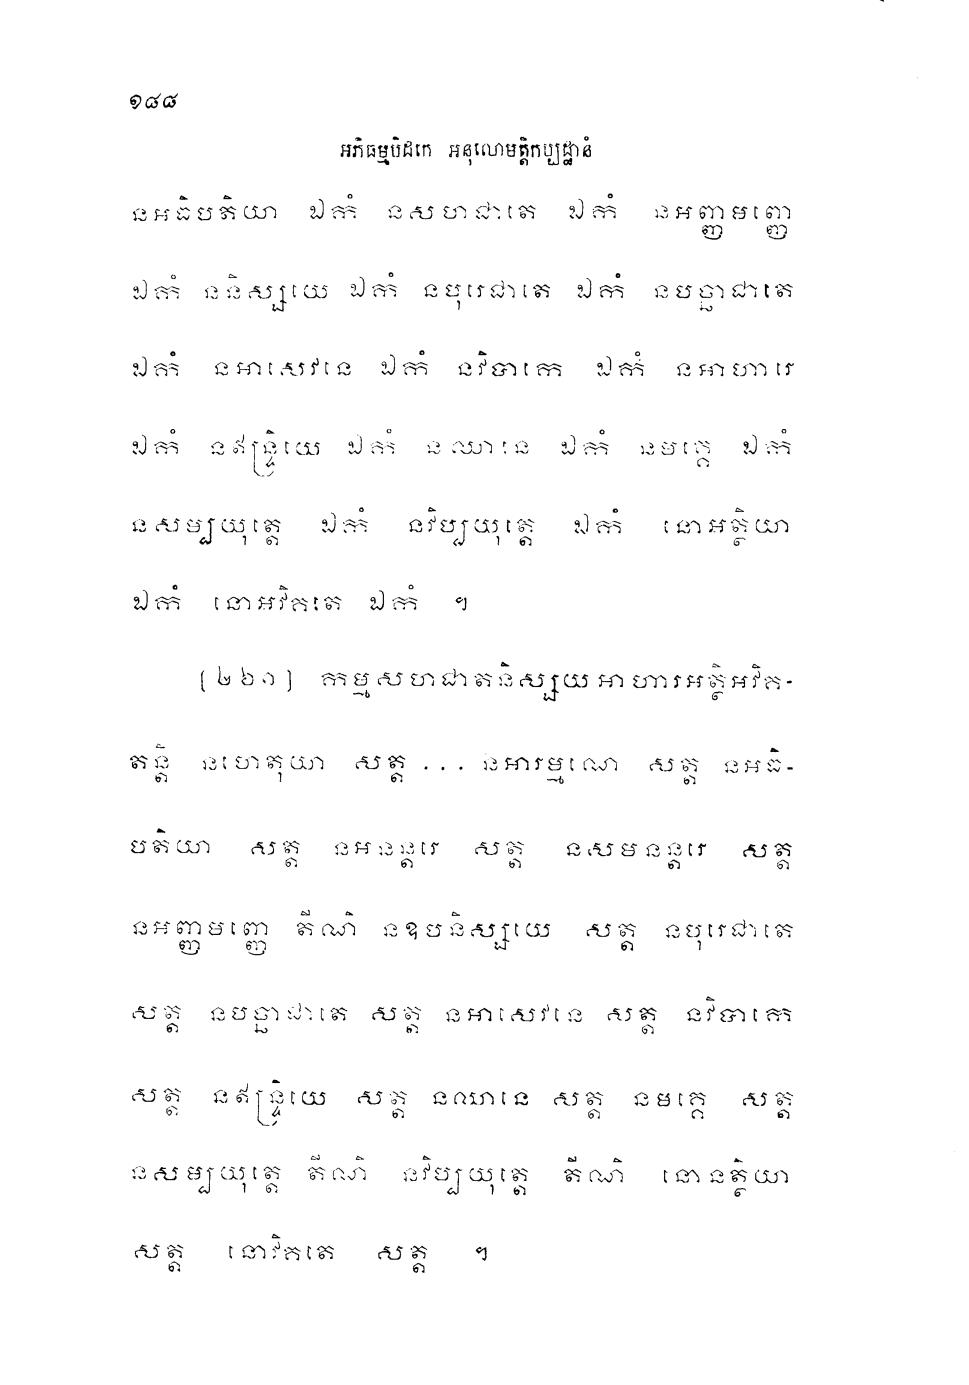 ១៨៨
អភិធម្មបិដកេ អនុលោមត្តិកប្បដ្ឋានំ
នអធិបតិយា ឯកំ នសហជាតេ ឯកំ នអញ្ញមញ្ញេ
ឯកំ ននិស្សយេ ឯកំ នបុរេជាតេ ឯកំ នបច្ឆាជាតេ
ឯកំ នអាសេវនេ ឯកំ នវិបាកេ ឯកំ នអាហារេ
ឯកំ នឥន្ទ្រិយេ ឯកំ នឈានេ ឯកំ នមគ្គេ ឯកំ
នសម្បយុត្តេ ឯកំ នវិប្បយុត្តេ ឯកំ នោអត្ថិយា
ឯកំ នោអវិគតេ ឯកំ ។
(២២១) កម្មសហជាតនិស្សយអាហារអត្ថិអវិគ-
តន្តិ នហេតុយា សត្ត ... នអារម្មណេ សត្ត នអធិ-
បតិយា សត្ត នអនន្តរេ សត្ត នសមនន្តរេ សត្ត
នអញ្ញមញ្ញេ តីណិ នឧបនិស្សយេ សត្ត នបុរេជាតេ
សត្ត នបច្ឆាជាតេ សត្ត នអាសេវនេ សត្ត នវិបាកេ
សត្ត នឥន្ទ្រិយេ សត្ត នឈានេ សត្ត នមគ្គេ សត្ត
នសម្បយុត្តេ តីណិ នវិប្បយុត្តេ តីណិ នោនត្ថិយា
សត្ត នោវិគតេ សត្ត ។